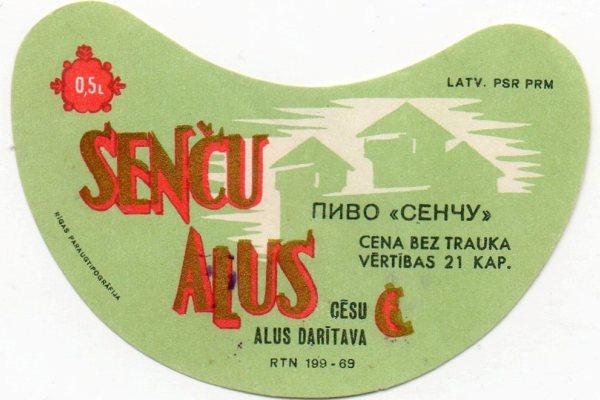 0,5L
LATV. PSR PRM
SENČU
ALUS
ПИВО «СЕНЧУ»
CENA BEZ TRAUKA
VĒRTĪBAS 21 KAP.
CĒSU Č
ALUS DARĪTAVA
RTN 199-69
RĪGAS PARAUGTIPOGRĀFIJA